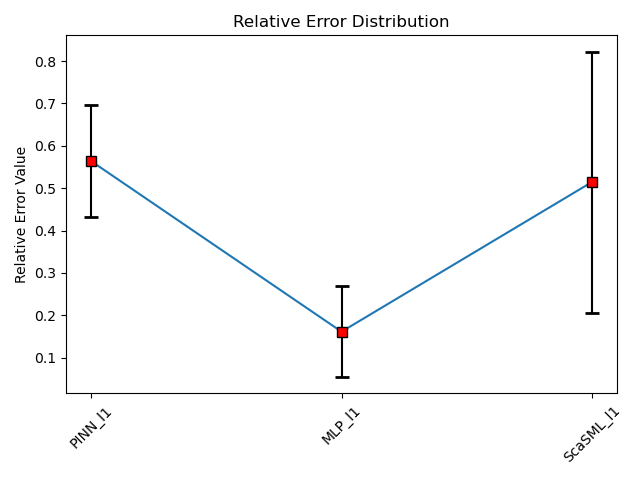 Relative Error Distribution
Relative Error Value
0.8
0.7
0.6
0.5
0.4
0.3
0.2
0.1
PINN_l1
MLP_l1
ScaSML_l1